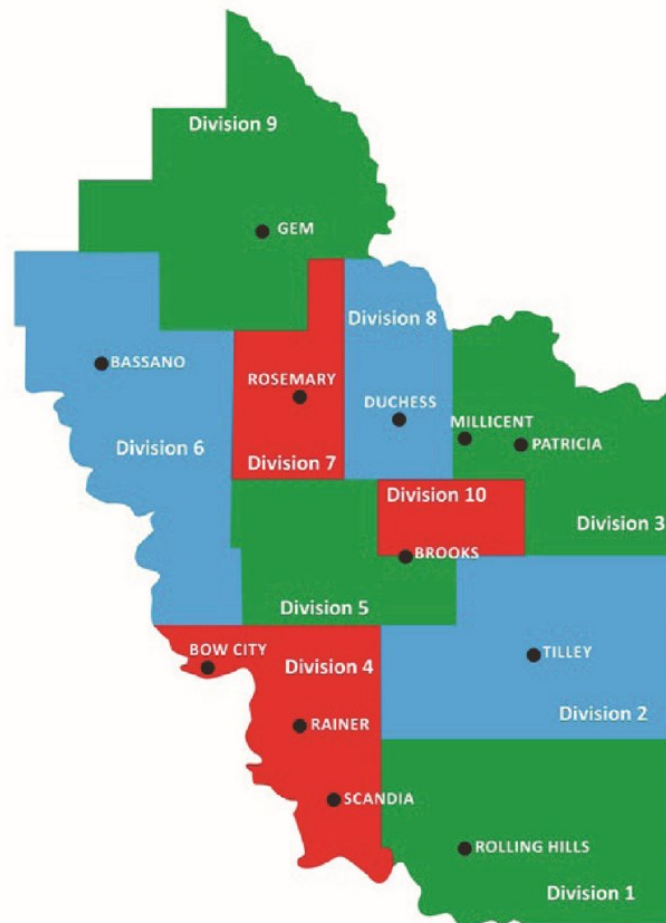 Division 9
GEM
Division 8
BASSANO
ROSEMARY
DUCHESS
MILLICENT
PATRICIA
Division 6
Division 7
Division 10
Division 3
BROOKS
Division 5
BOW CITY
Division 4
TILLEY
Division 2
RAINER
SCANDIA
ROLLING HILLS
Division 1